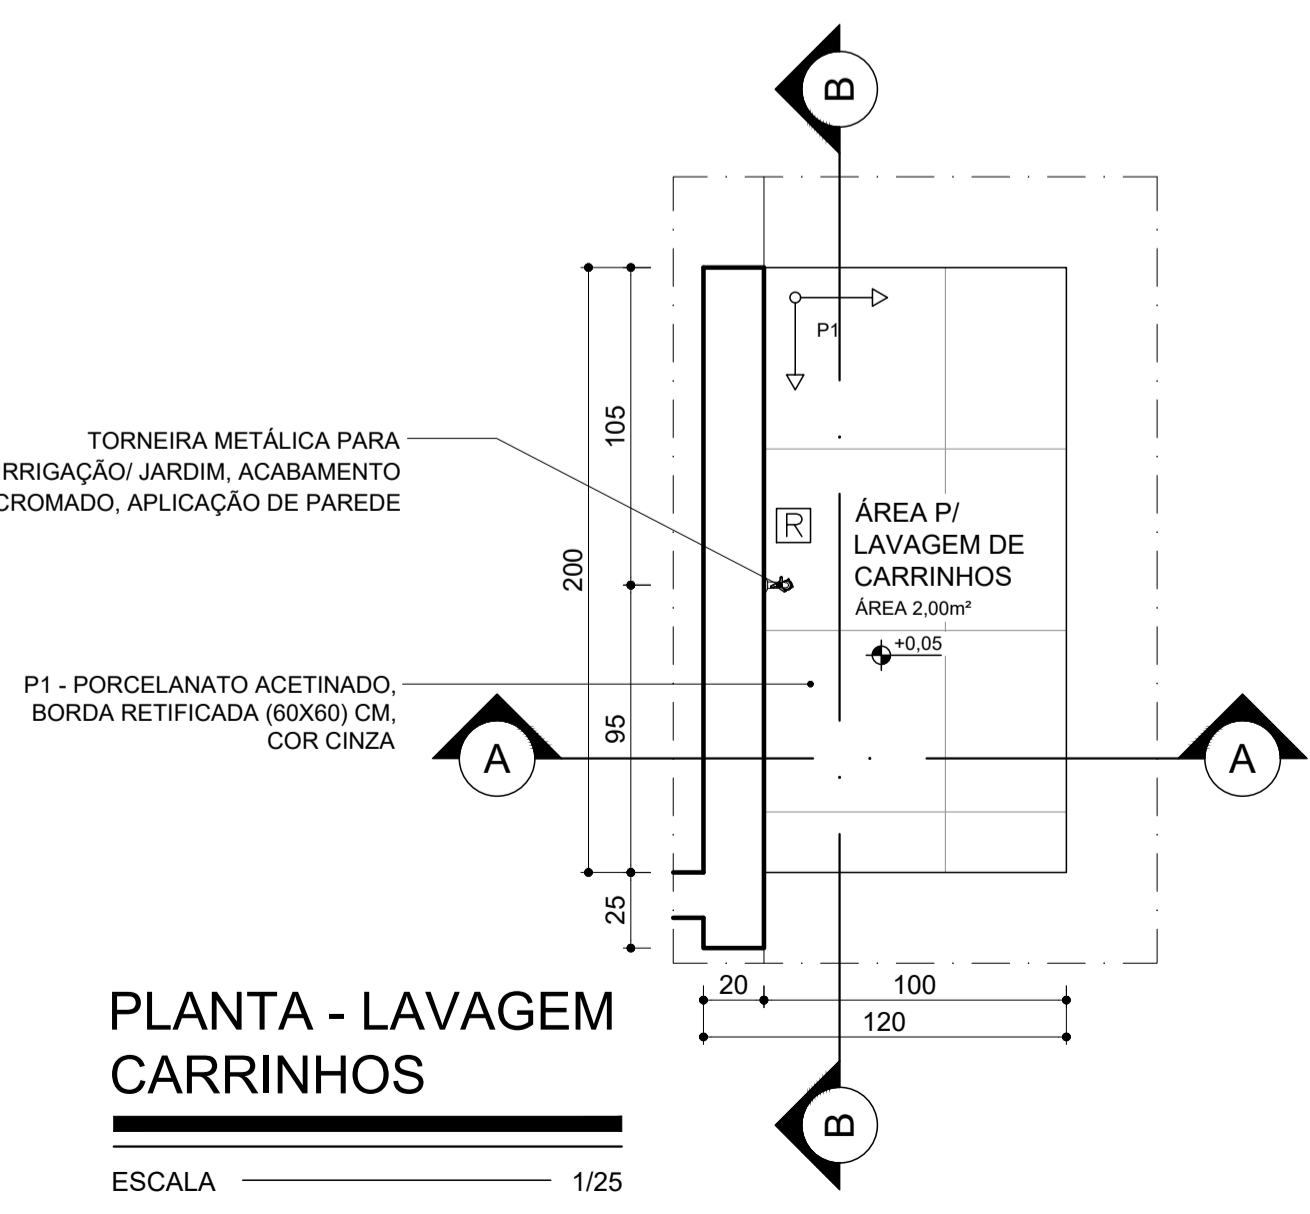 B
P1
105
TORNEIRA METÁLICA PARA
IRRIGAÇÃO/ JARDIM, ACABAMENTO
CROMADO, APLICAÇÃO DE PAREDE
R
ÁREA P/
LAVAGEM DE
CARRINHOS
ÁREA 2,00m²
200
+0,05
P1 - PORCELANATO ACETINADO,
BORDA RETIFICADA (60X60) CM,
COR CINZA
95
A
A
25
20
100
120
PLANTA - LAVAGEM
CARRINHOS
B
ESCALA 1/25